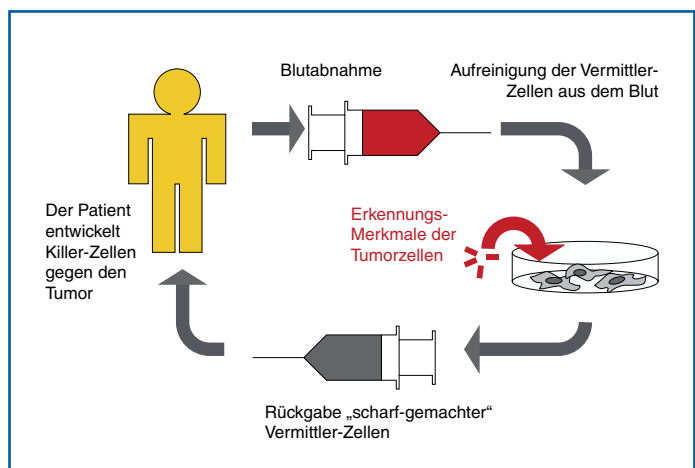 Blutabnahme
Aufreinigung der Vermittler-
Zellen aus dem Blut
Erkennungs-
Merkmale der
Tumorzellen
Rückgabe „scharf-gemachter“
Vermittler-Zellen
Der Patient
entwickelt
Killer-Zellen
gegen den
Tumor